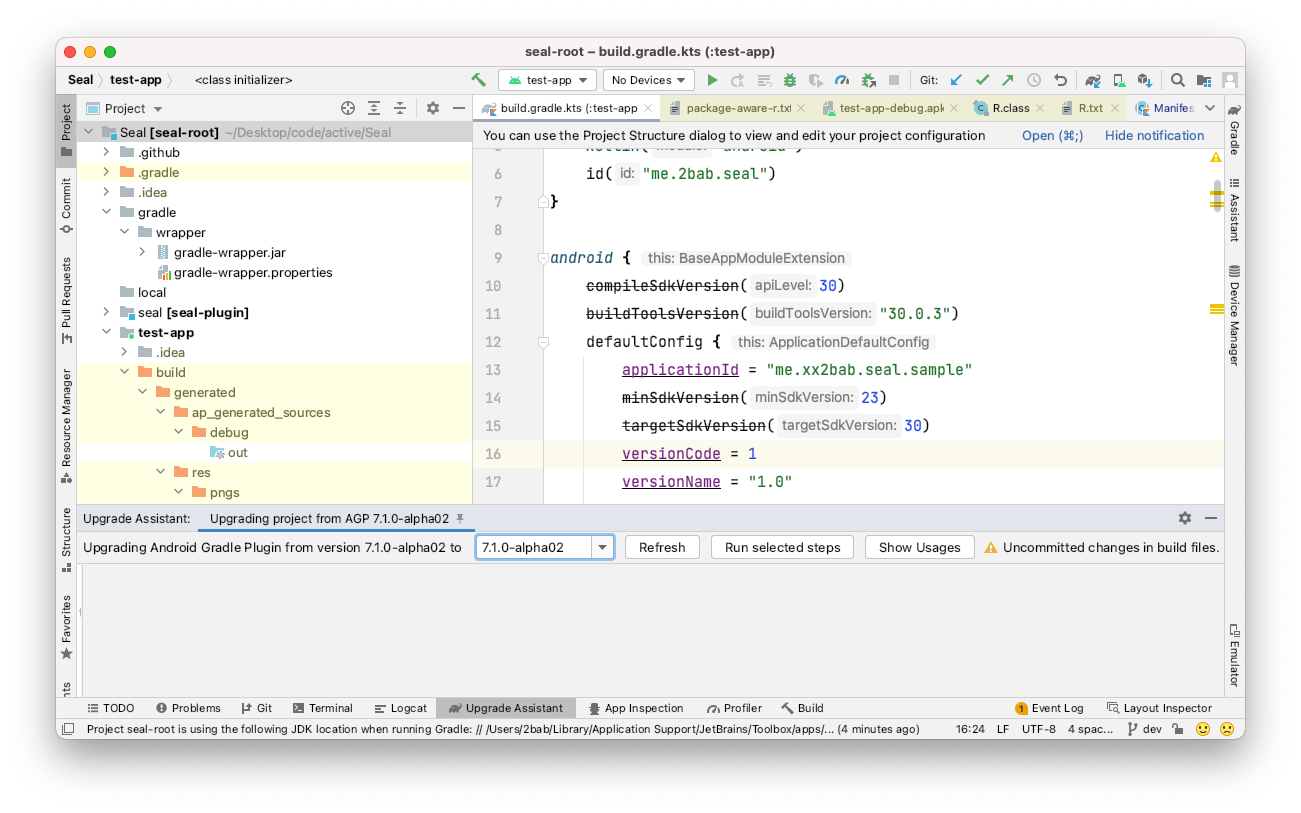 seal-root – build.gradle.kts (:test-app)
Seal test-app <class initializer> test-app No Devices Git:
Project
build.gradle.kts (:test-app package-aware-r.txt test-app-debug.apk R.class R.txt Manifes
You can use the Project Structure dialog to view and edit your project configuration Open (⌘;) Hide notification
Seal [seal-root] ~/Desktop/code/active/Seal
.github
.gradle
.idea
gradle
wrapper
gradle-wrapper.jar
gradle-wrapper.properties
local
seal [seal-plugin]
test-app
.idea
build
generated
ap_generated_sources
debug
out
res
pngs
6 id( id: "me.2bab.seal")
7 }
8
9 android { this: BaseAppModuleExtension
10 compileSdkVersion( apiLevel: 30)
11 buildToolsVersion( buildToolsVersion: "30.0.3")
12 defaultConfig { this: ApplicationDefaultConfig
13 applicationId = "me.xx2bab.seal.sample"
14 minSdkVersion( minSdkVersion: 23)
15 targetSdkVersion( targetSdkVersion: 30)
16 versionCode = 1
17 versionName = "1.0"
Project
Commit
Pull Requests
Resource Manager
Structure
Favorites
nts
Gradle
Assistant
Device Manager
Emulator
Upgrade Assistant: Upgrading project from AGP 7.1.0-alpha02
Upgrading Android Gradle Plugin from version 7.1.0-alpha02 to 7.1.0-alpha02 Refresh Run selected steps Show Usages Uncommitted changes in build files.
TODO Problems Git Terminal Logcat Upgrade Assistant App Inspection Profiler Build 1 Event Log Layout Inspector
Project seal-root is using the following JDK location when running Gradle: // /Users/2bab/Library/Application Support/JetBrains/Toolbox/apps/... (4 minutes ago) 16:24 LF UTF-8 4 spac... dev